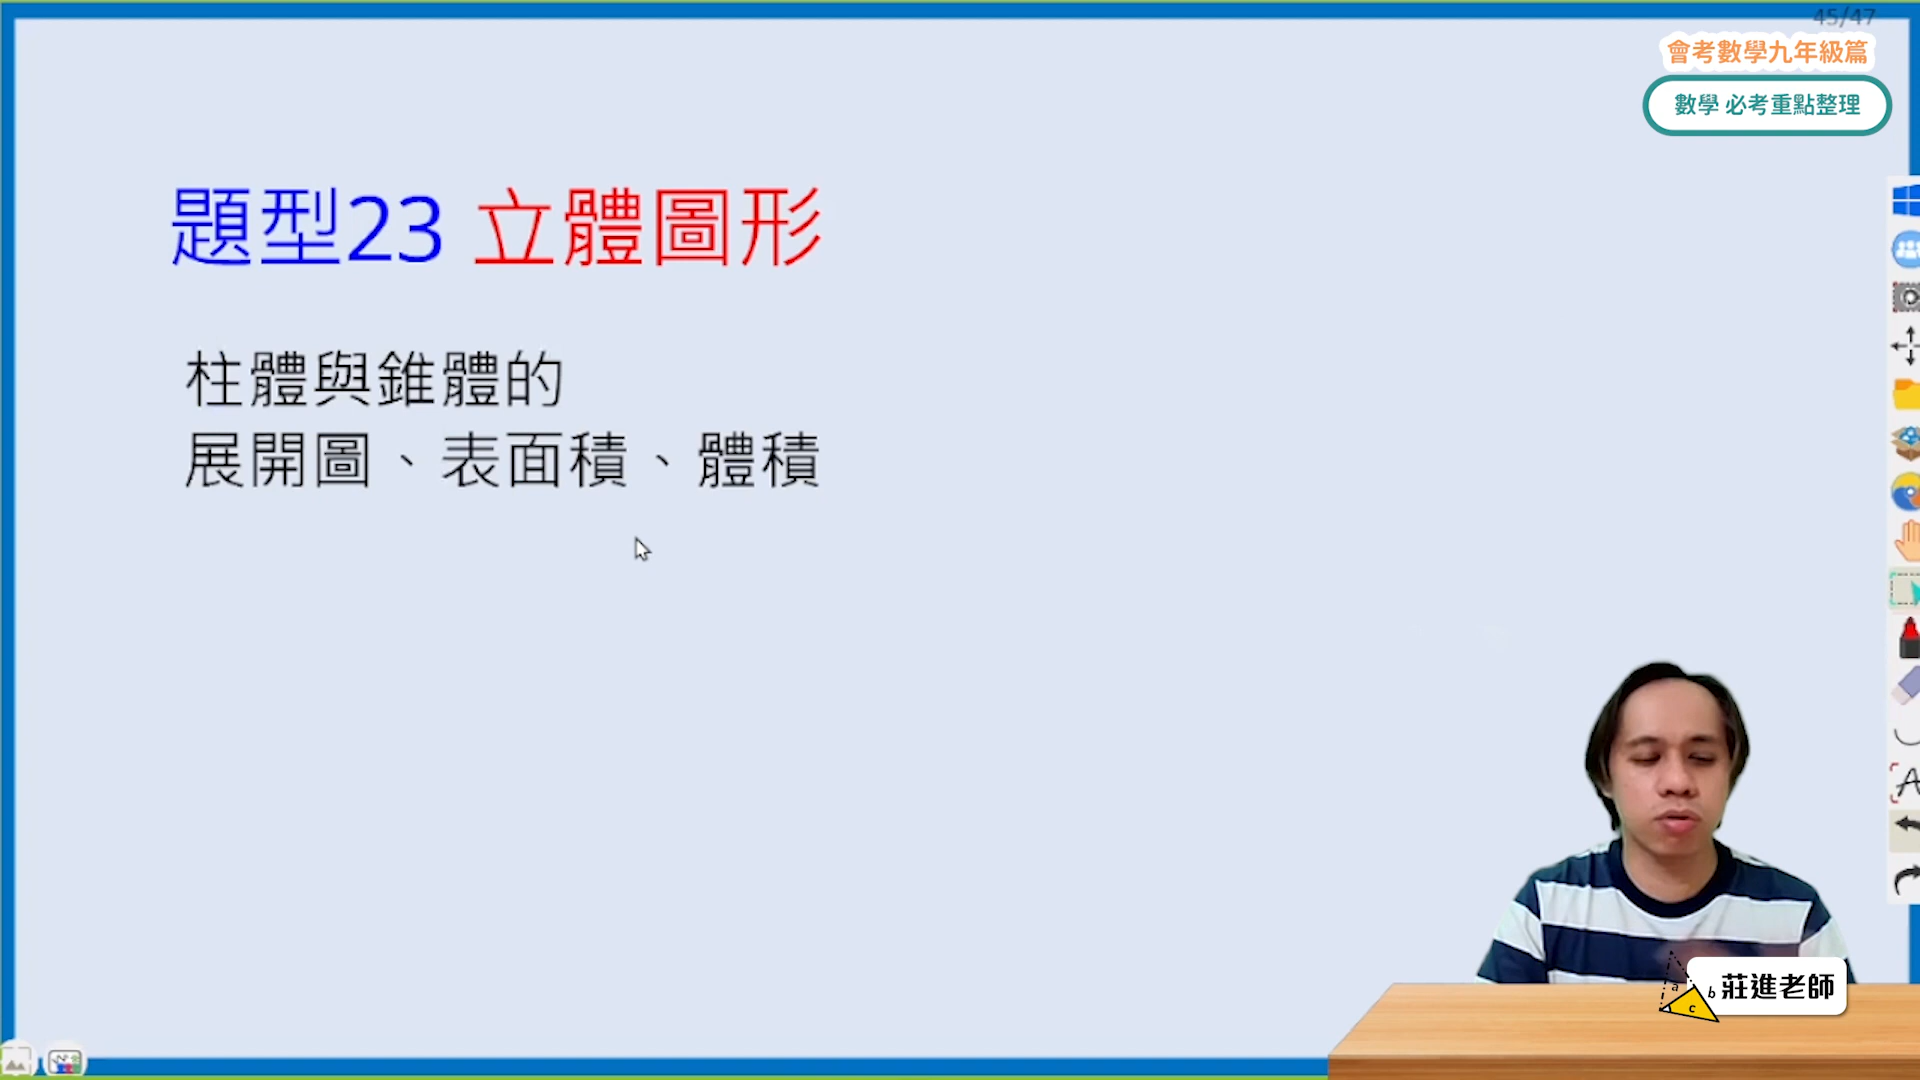 45/47
會考數學九年級篇
數學 必考重點整理
題型23 立體圖形
柱體與錐體的
展開圖、表面積、體積
A
a
b
c
莊進老師